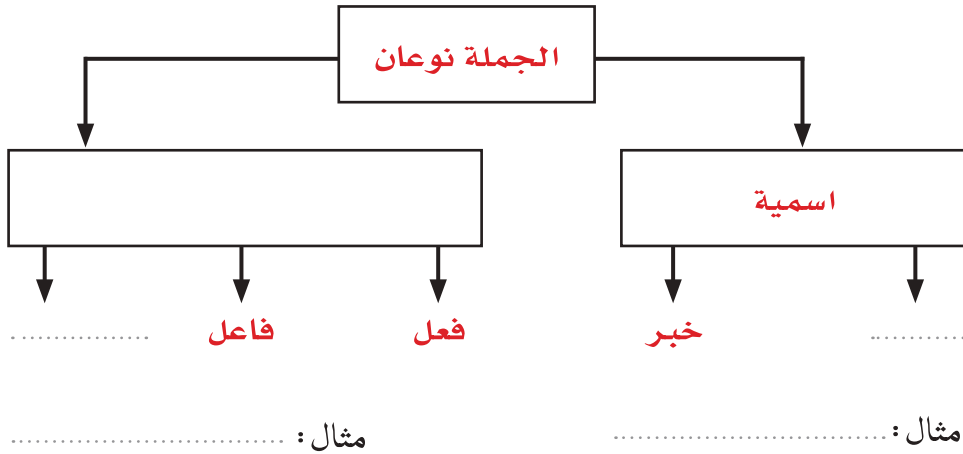 الجملة نوعان
اسمية
خبر فعل فاعل
مثال: مثال: